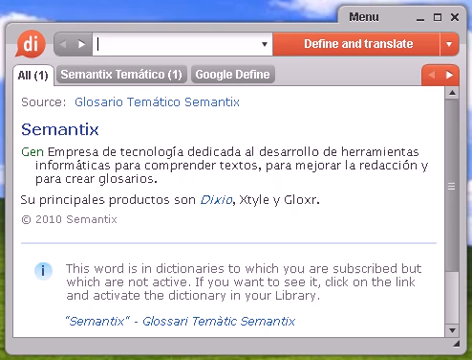 Menu
di
Define and translate
All (1)
Semantix Temático (1)
Google Define
Source: Glosario Temático Semantix
Semantix
Gen Empresa de tecnología dedicada al desarrollo de herramientas
informáticas para comprender textos, para mejorar la redacción y
para crear glosarios.
Su principales productos son Dixio, Xtyle y Gloxr.
© 2010 Semantix
i
This word is in dictionaries to which you are subscribed but
which are not active. If you want to see it, click on the link
and activate the dictionary in your Library.
"Semantix" - Glossari Temàtic Semantix